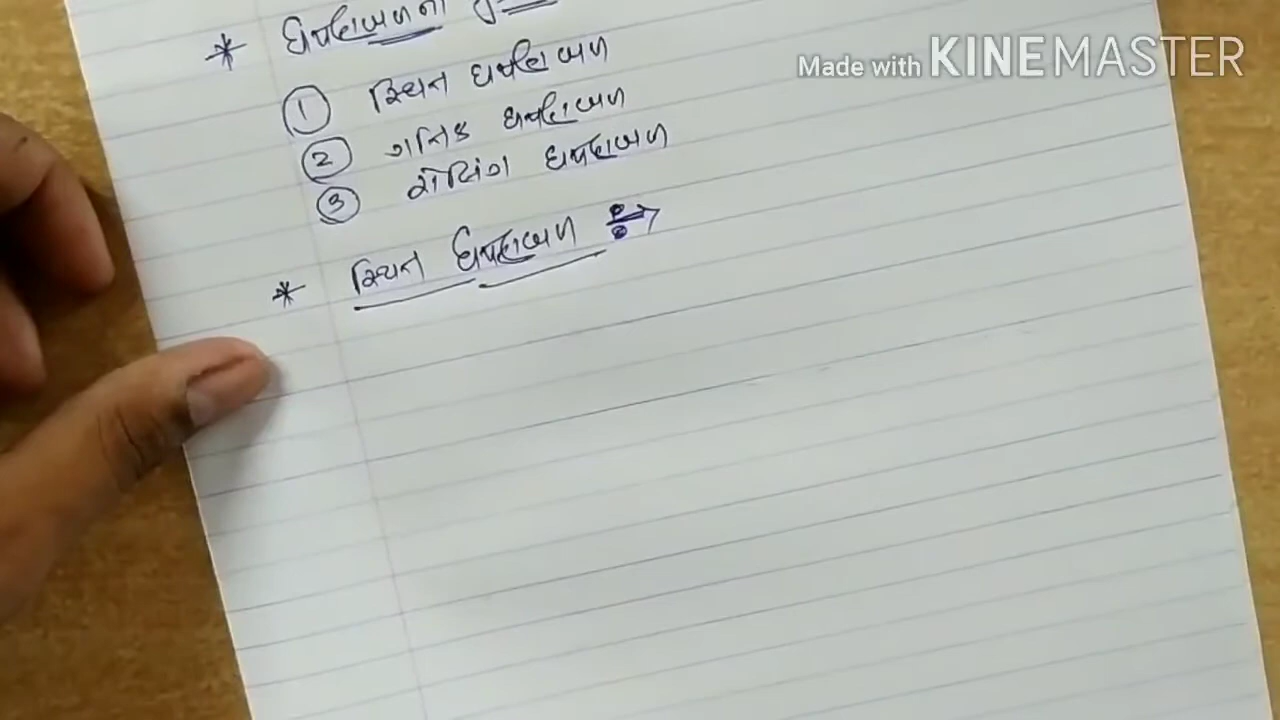 Made with KINEMASTER
* ઘર્ષણબળના
① સ્થિત ઘર્ષણબળ
② ગતિક ઘર્ષણબળ
③ રોલિંગ ઘર્ષણબળ
* સ્થિત ઘર્ષણબળ ÷→